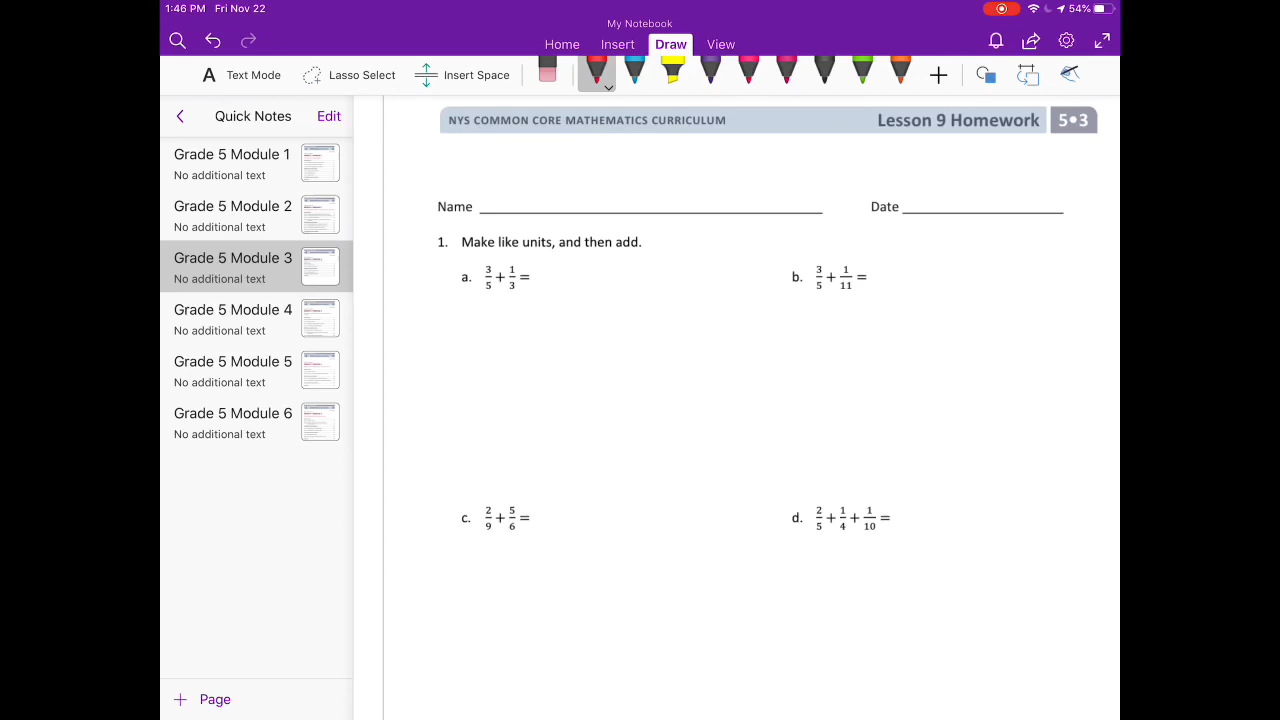 1:46 PM Fri Nov 22
54%
My Notebook
Home Insert Draw View
A Text Mode Lasso Select Insert Space
Quick Notes Edit
Grade 5 Module 1
No additional text
Grade 5 Module 2
No additional text
Grade 5 Module 3
No additional text
Grade 5 Module 4
No additional text
Grade 5 Module 5
No additional text
Grade 5 Module 6
No additional text
+ Page
NYS COMMON CORE MATHEMATICS CURRICULUM Lesson 9 Homework 5•3
Name Date
1. Make like units, and then add.
a. 3/5 + 1/3 = b. 3/5 + 1/11 =
c. 2/9 + 5/6 = d. 2/5 + 1/4 + 1/10 =